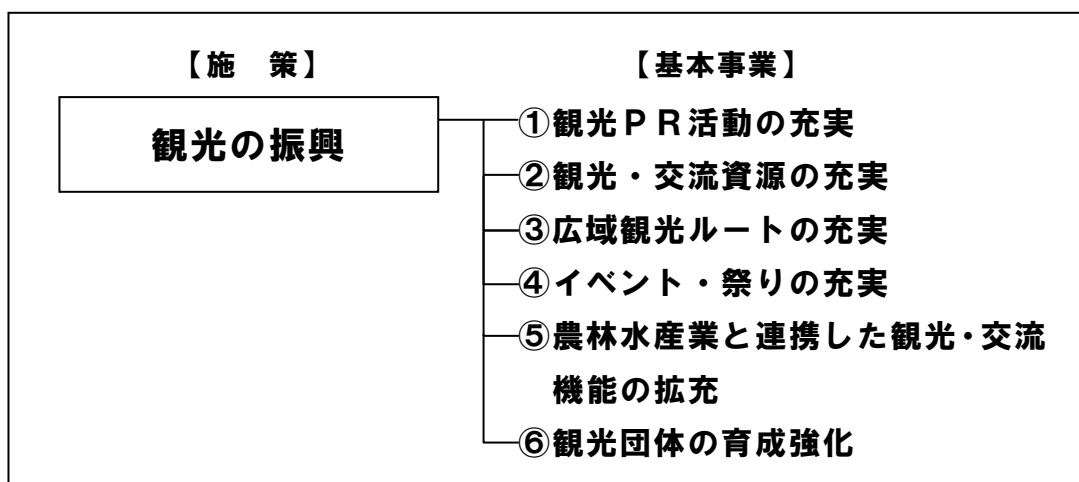 【施　策】
【基本事業】
観光の振興
①観光ＰＲ活動の充実
②観光・交流資源の充実
③広域観光ルートの充実
④イベント・祭りの充実
⑤農林水産業と連携した観光・交流
機能の拡充
⑥観光団体の育成強化